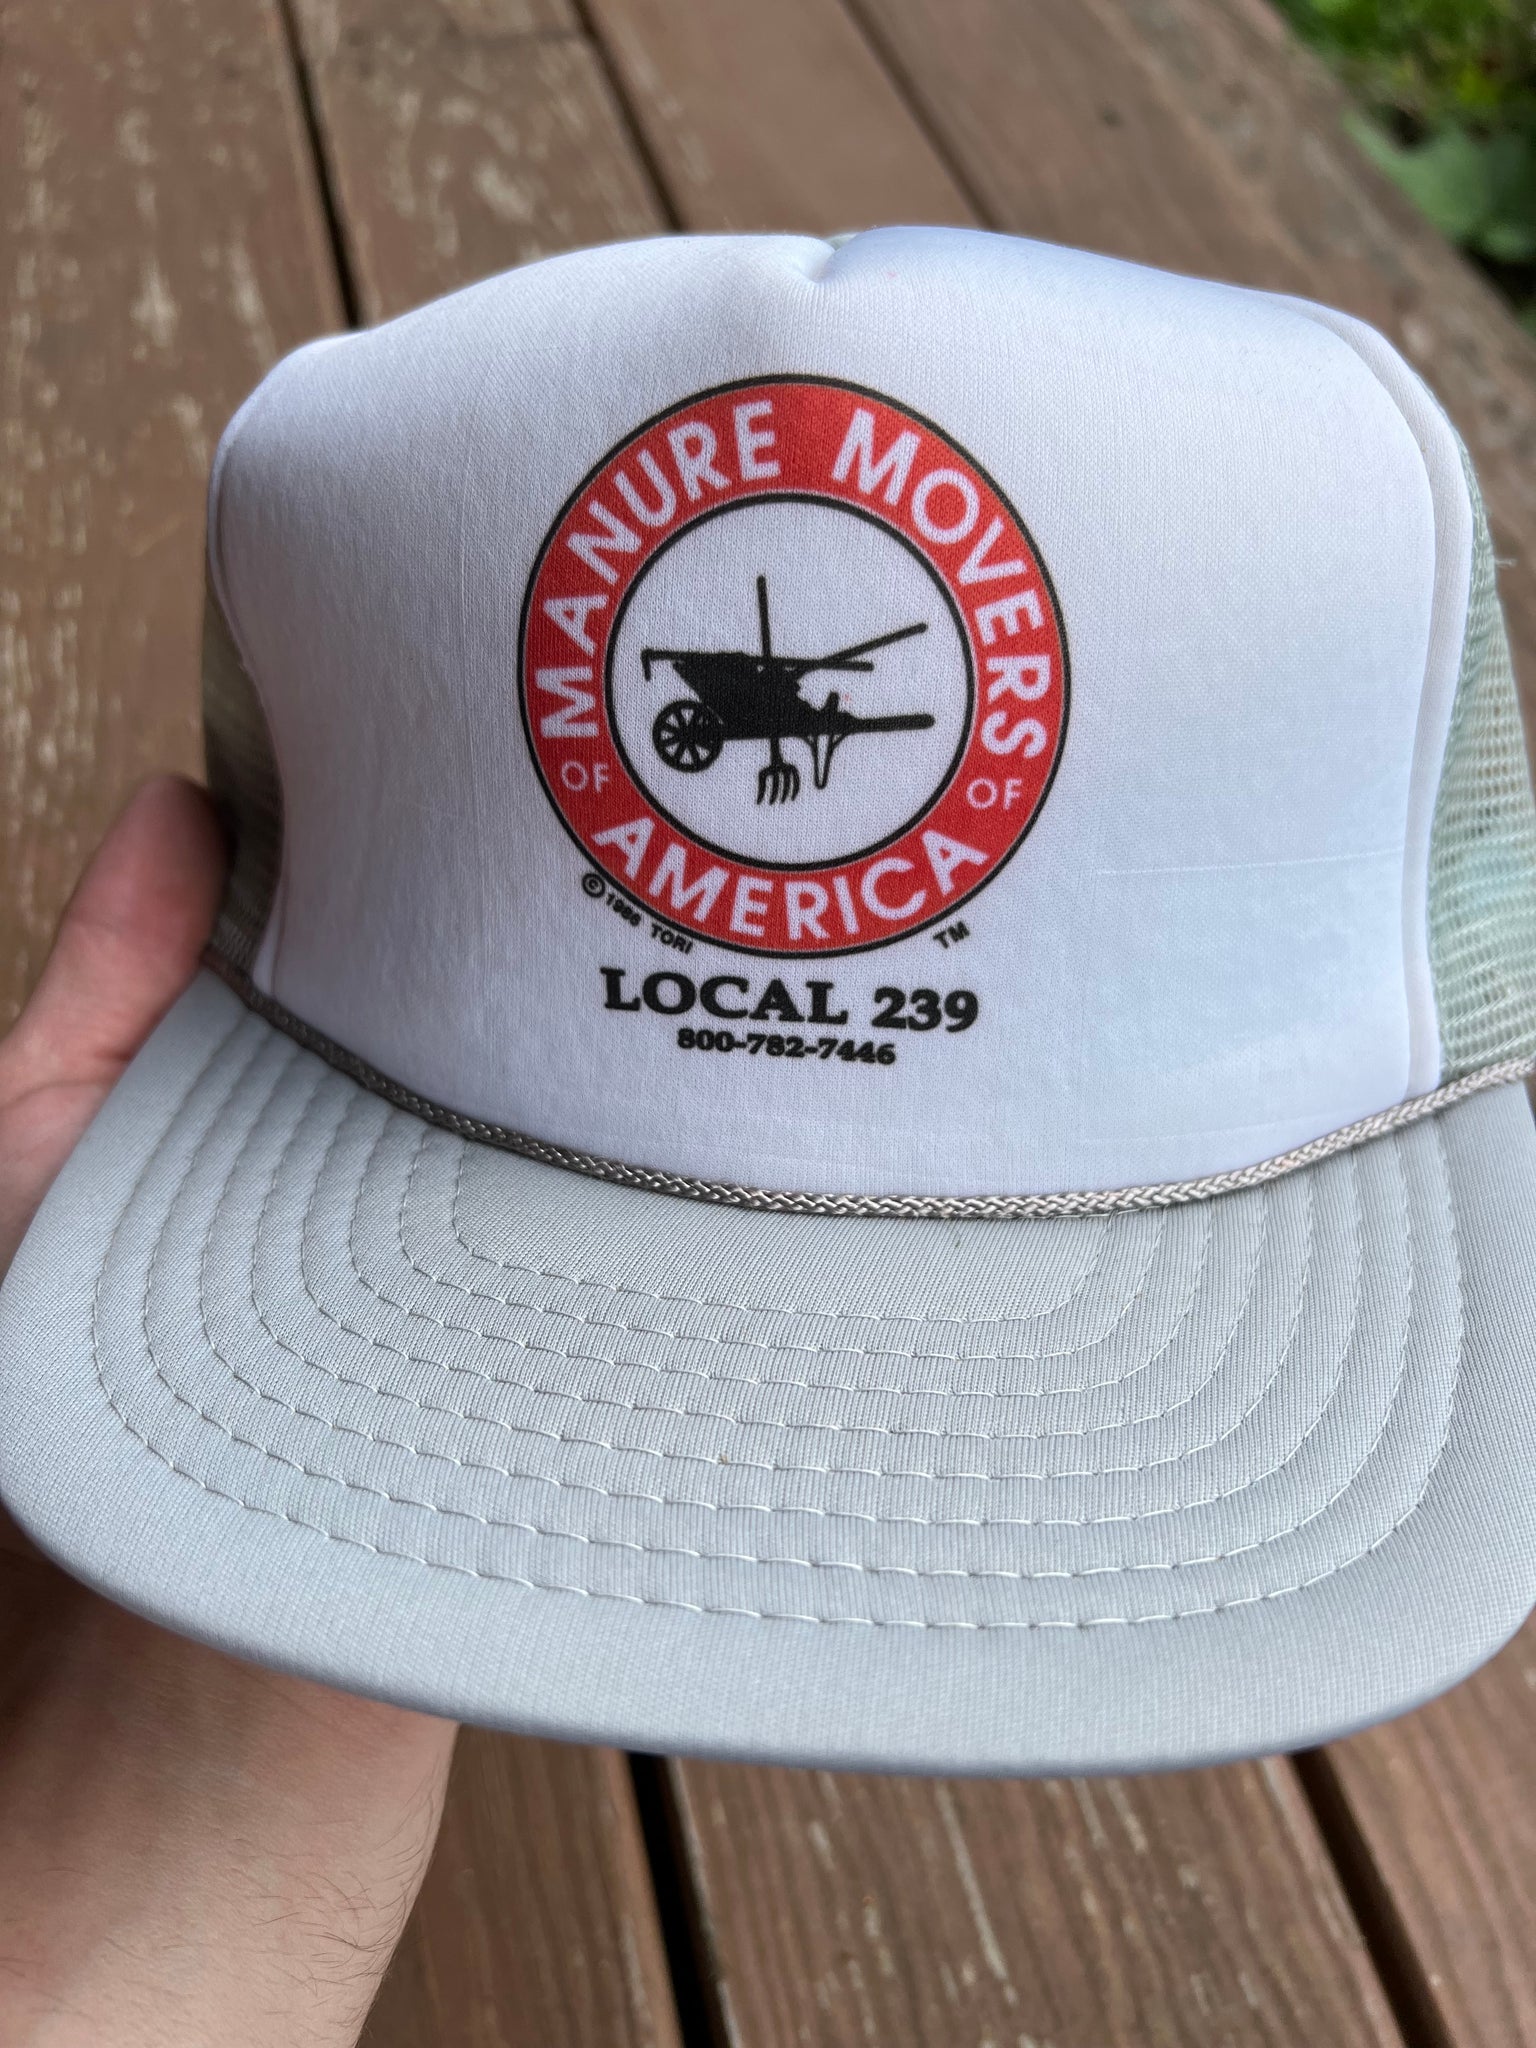 MANURE MOVERS
OF AMERICA OF
© 1986 TORI
TM
LOCAL 239
800-782-7446